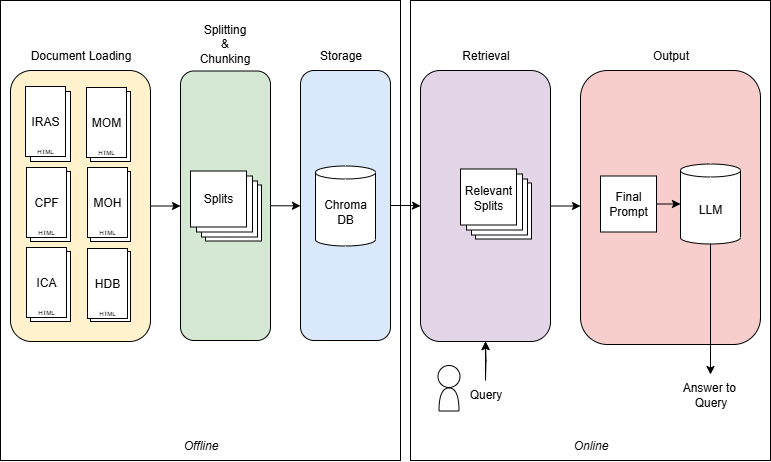 Document Loading
Splitting
&
Chunking
Storage
Retrieval
Output
IRAS
HTML
MOM
HTML
CPF
HTML
MOH
HTML
ICA
HTML
HDB
HTML
Splits
Chroma
DB
Relevant
Splits
Final
Prompt
LLM
Query
Answer to
Query
Offline
Online